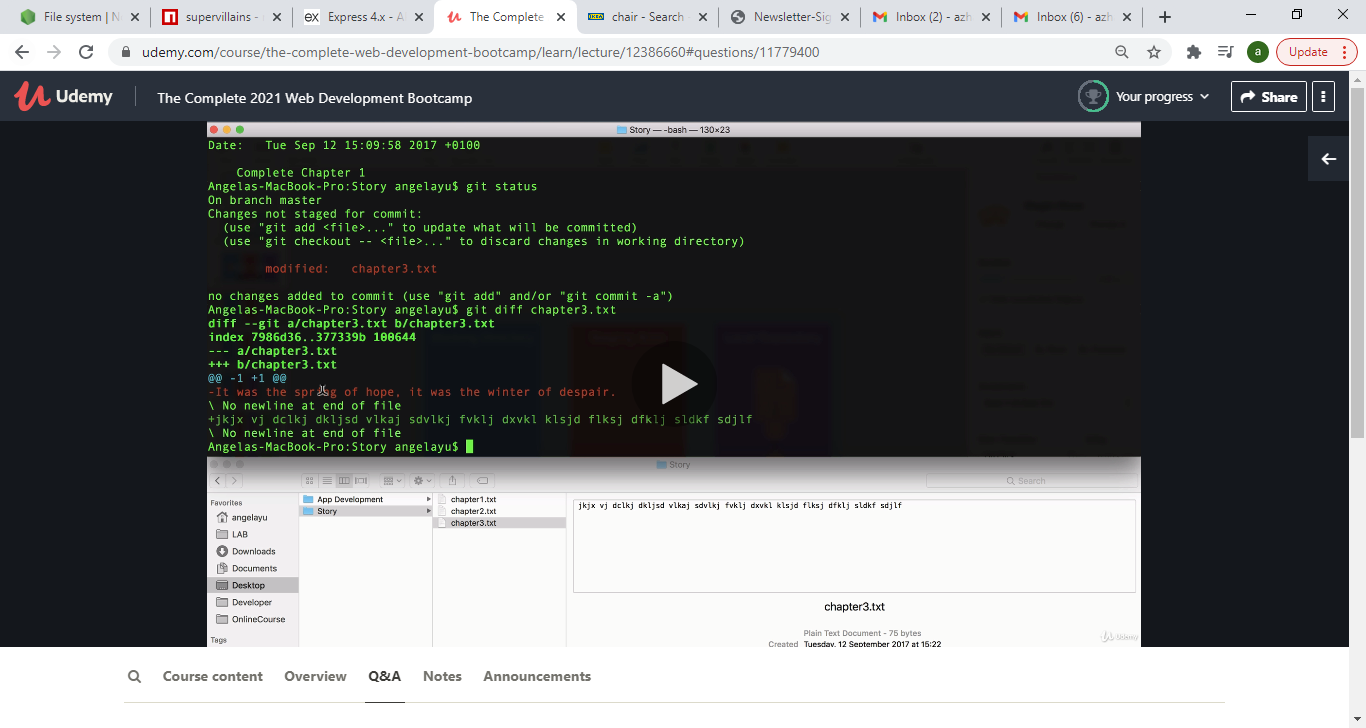 File system | N
supervillains -
ex Express 4.x - A
The Complete
IKEA chair - Search
Newsletter-Sig
Inbox (2) - azh
Inbox (6) - azh
udemy.com/course/the-complete-web-development-bootcamp/learn/lecture/12386660#questions/11779400
a
Update
Udemy
The Complete 2021 Web Development Bootcamp
Your progress
Share
Story — -bash — 130×23
Date:   Tue Sep 12 15:09:58 2017 +0100
Complete Chapter 1
Angelas-MacBook-Pro:Story angelayu$ git status
On branch master
Changes not staged for commit:
(use "git add <file>..." to update what will be committed)
(use "git checkout -- <file>..." to discard changes in working directory)
modified:   chapter3.txt
no changes added to commit (use "git add" and/or "git commit -a")
Angelas-MacBook-Pro:Story angelayu$ git diff chapter3.txt
diff --git a/chapter3.txt b/chapter3.txt
index 7986d36..377339b 100644
--- a/chapter3.txt
+++ b/chapter3.txt
@@ -1 +1 @@
-It was the spring of hope, it was the winter of despair.
\ No newline at end of file
+jkjx vj dclkj dkljsd vlkaj sdvlkj fvklj dxvkl klsjd flksj dfklj sldkf sdjlf
\ No newline at end of file
Angelas-MacBook-Pro:Story angelayu$
Story
Search
Favorites
angelayu
LAB
Downloads
Documents
Desktop
Developer
OnlineCourse
Tags
App Development
Story
chapter1.txt
chapter2.txt
chapter3.txt
jkjx vj dclkj dkljsd vlkaj sdvlkj fvklj dxvkl klsjd flksj dfklj sldkf sdjlf
chapter3.txt
Plain Text Document - 75 bytes
Created Tuesday, 12 September 2017 at 15:22
Udemy
Course content
Overview
Q&A
Notes
Announcements